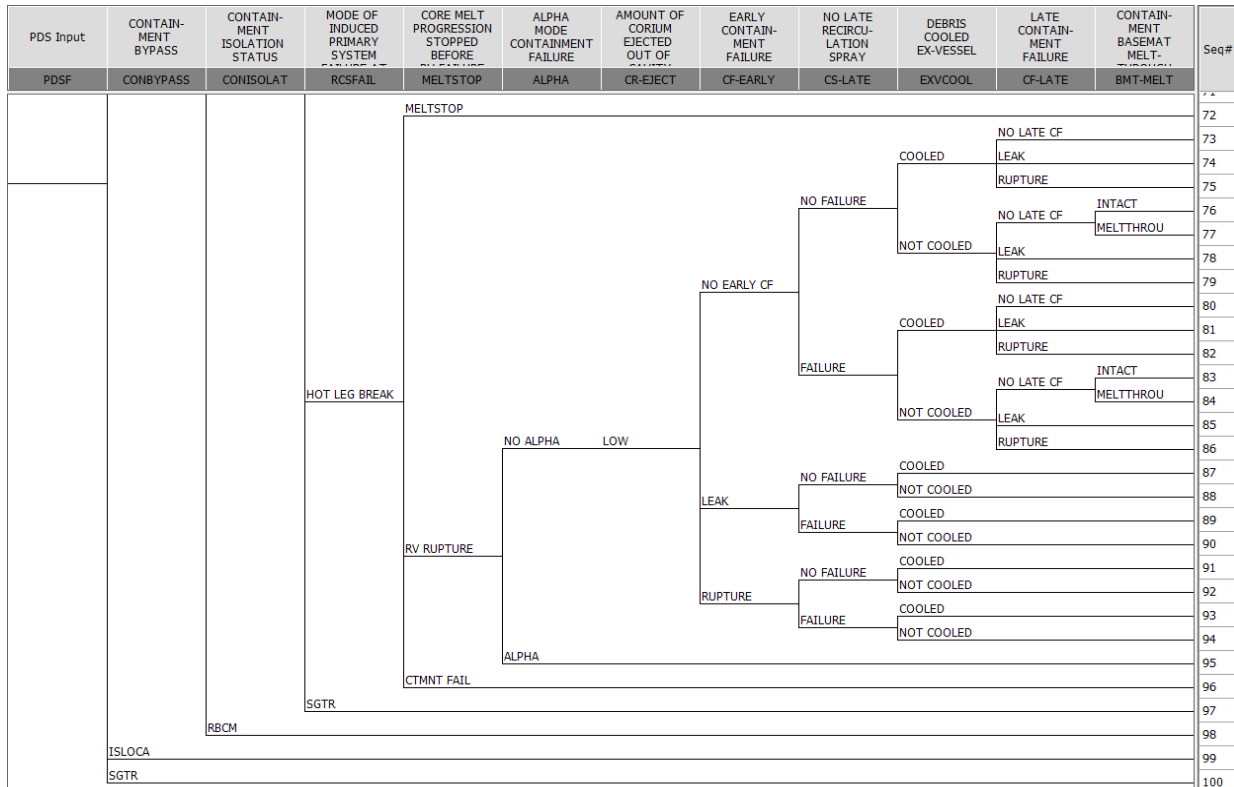 PDS Input
CONTAIN-
MENT
BYPASS
CONTAIN-
MENT
ISOLATION
STATUS
MODE OF
INDUCED
PRIMARY
SYSTEM
CORE MELT
PROGRESSION
STOPPED
BEFORE
ALPHA
MODE
CONTAINMENT
FAILURE
AMOUNT OF
CORIUM
EJECTED
OUT OF
EARLY
CONTAIN-
MENT
FAILURE
NO LATE
RECIRCU-
LATION
SPRAY
DEBRIS
COOLED
EX-VESSEL
LATE
CONTAIN-
MENT
FAILURE
CONTAIN-
MENT
BASEMAT
MELT-
Seq#
PDSF CONBYPASS CONISOLAT RCSFAIL MELTSTOP ALPHA CR-EJECT CF-EARLY CS-LATE EXVCOOL CF-LATE BMT-MELT
MELTSTOP 72
NO LATE CF 73
COOLED LEAK 74
RUPTURE 75
NO FAILURE INTACT 76
NO LATE CF MELTTHROU 77
NOT COOLED LEAK 78
RUPTURE 79
NO EARLY CF NO LATE CF 80
COOLED LEAK 81
RUPTURE 82
FAILURE INTACT 83
HOT LEG BREAK NO LATE CF MELTTHROU 84
NOT COOLED LEAK 85
NO ALPHA LOW RUPTURE 86
COOLED 87
NO FAILURE NOT COOLED 88
LEAK COOLED 89
FAILURE NOT COOLED 90
RV RUPTURE COOLED 91
NO FAILURE NOT COOLED 92
RUPTURE COOLED 93
FAILURE NOT COOLED 94
ALPHA 95
CTMNT FAIL 96
SGTR 97
RBCM 98
ISLOCA 99
SGTR 100